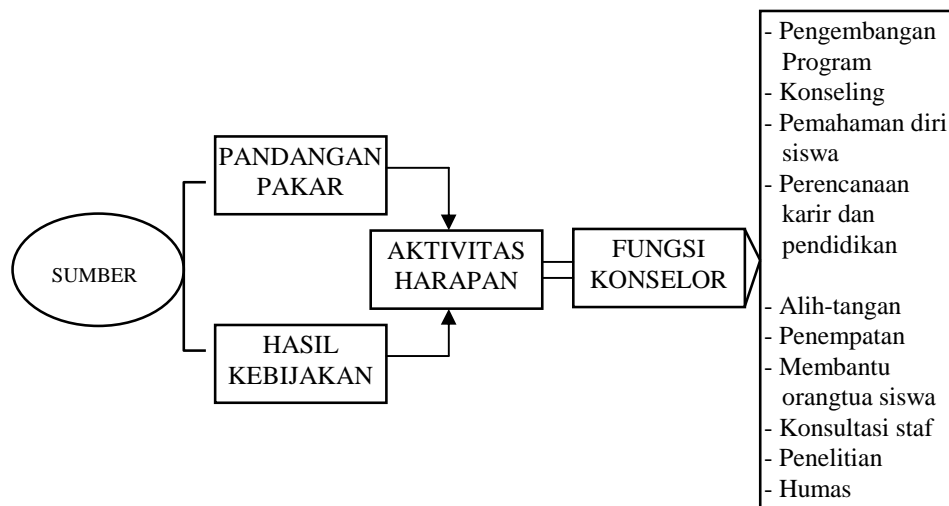 SUMBER
PANDANGAN
PAKAR
HASIL
KEBIJAKAN
AKTIVITAS
HARAPAN
FUNGSI
KONSELOR
- Pengembangan
Program
- Konseling
- Pemahaman diri
siswa
- Perencanaan
karir dan
pendidikan
- Alih-tangan
- Penempatan
- Membantu
orangtua siswa
- Konsultasi staf
- Penelitian
- Humas